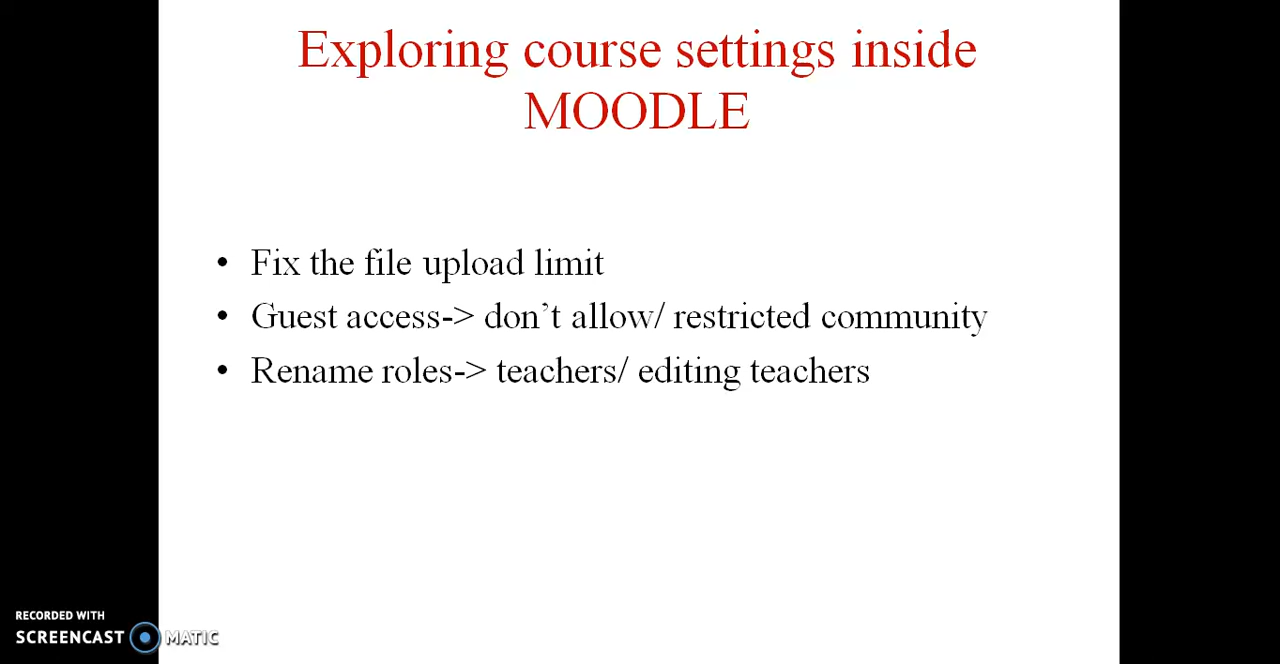 Exploring course settings inside
MOODLE
• Fix the file upload limit
• Guest access-> don’t allow/ restricted community
• Rename roles-> teachers/ editing teachers
RECORDED WITH
SCREENCAST MATIC